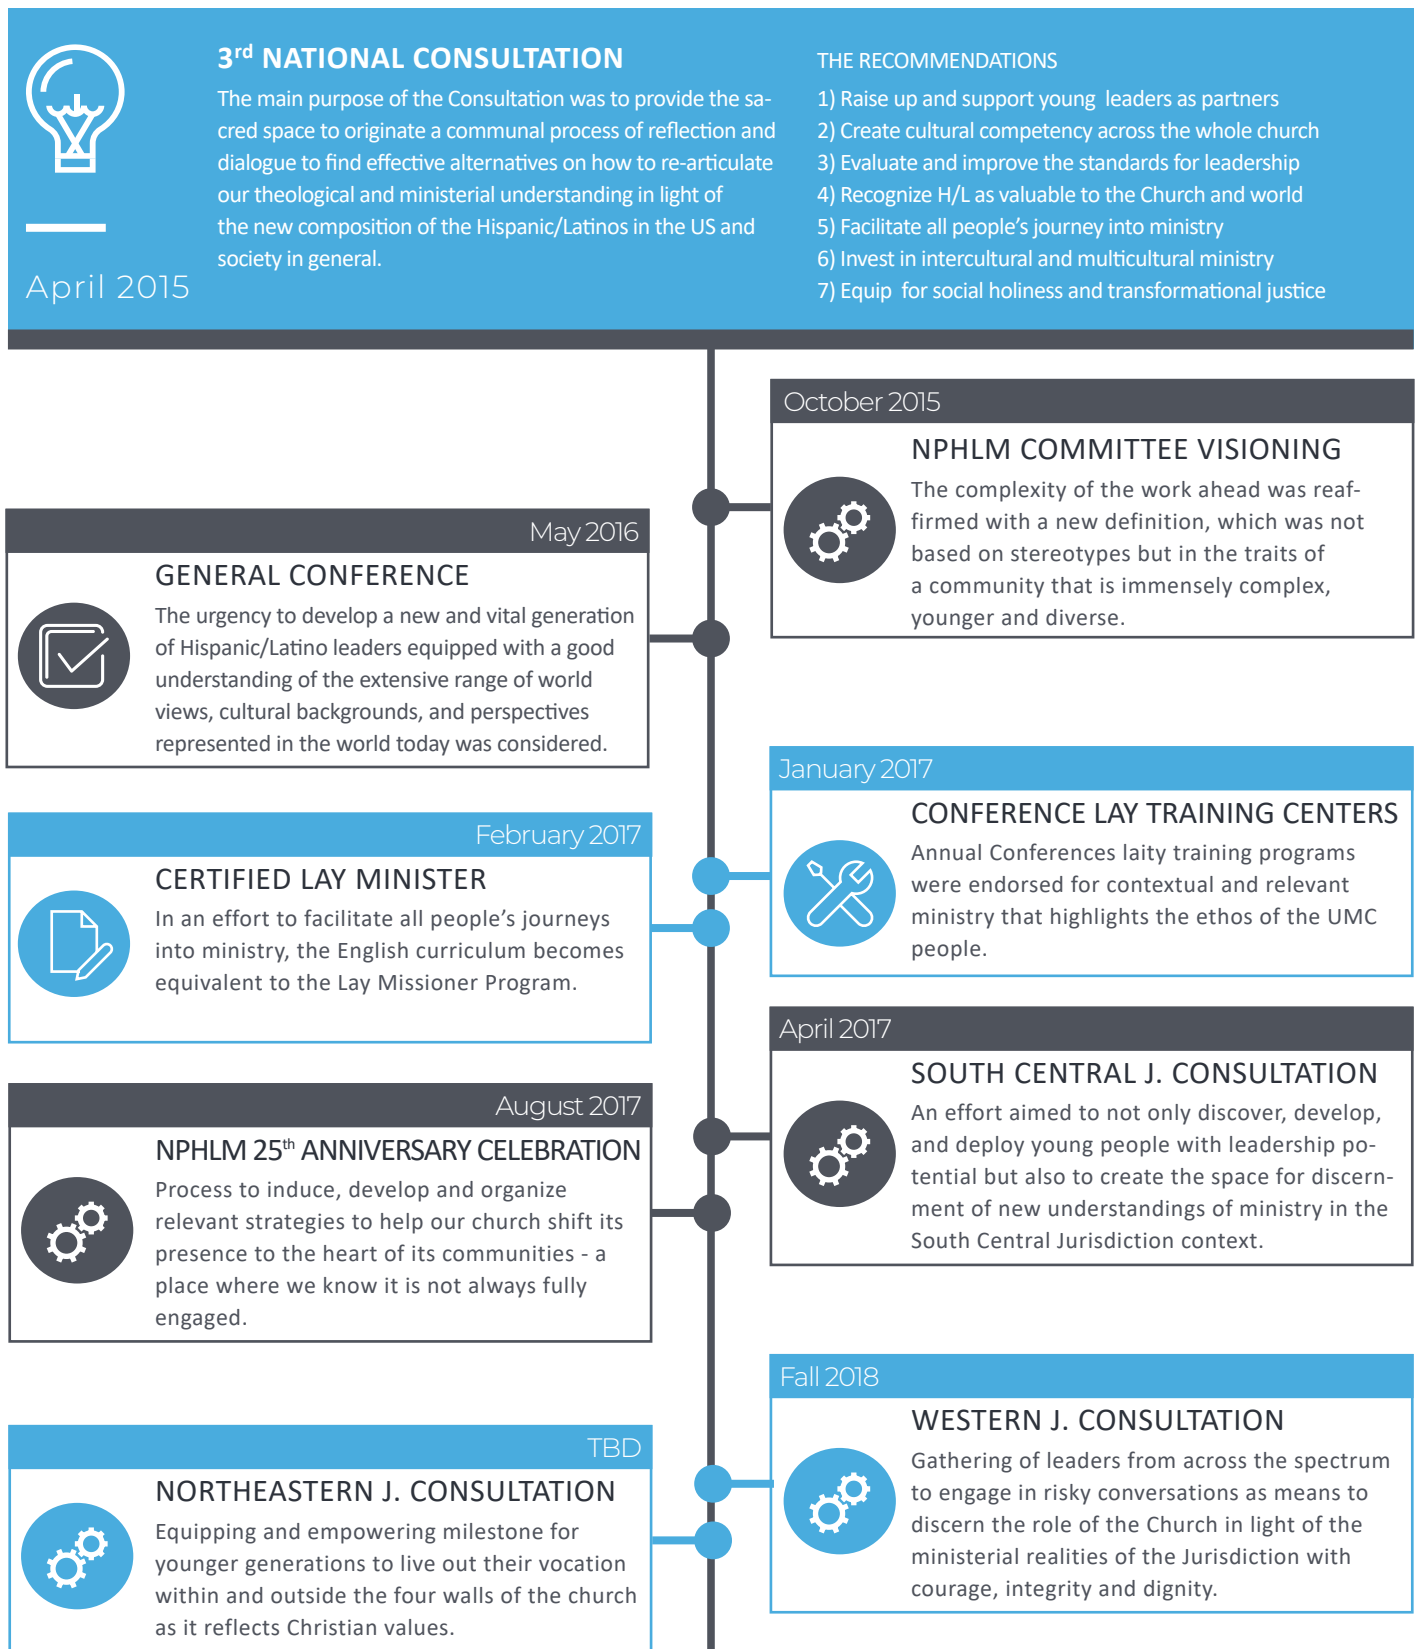 3rd NATIONAL CONSULTATION
The main purpose of the Consultation was to provide the sa-
cred space to originate a communal process of reflection and
dialogue to find effective alternatives on how to re-articulate
our theological and ministerial understanding in light of
the new composition of the Hispanic/Latinos in the US and
society in general.
April 2015
THE RECOMMENDATIONS
1) Raise up and support young leaders as partners
2) Create cultural competency across the whole church
3) Evaluate and improve the standards for leadership
4) Recognize H/L as valuable to the Church and world
5) Facilitate all people's journey into ministry
6) Invest in intercultural and multicultural ministry
7) Equip for social holiness and transformational justice
October 2015
NPHLM COMMITTEE VISIONING
The complexity of the work ahead was reaf-
firmed with a new definition, which was not
based on stereotypes but in the traits of
a community that is immensely complex,
younger and diverse.
May 2016
GENERAL CONFERENCE
The urgency to develop a new and vital generation
of Hispanic/Latino leaders equipped with a good
understanding of the extensive range of world
views, cultural backgrounds, and perspectives
represented in the world today was considered.
January 2017
CONFERENCE LAY TRAINING CENTERS
Annual Conferences laity training programs
were endorsed for contextual and relevant
ministry that highlights the ethos of the UMC
people.
February 2017
CERTIFIED LAY MINISTER
In an effort to facilitate all people's journeys
into ministry, the English curriculum becomes
equivalent to the Lay Missioner Program.
April 2017
SOUTH CENTRAL J. CONSULTATION
An effort aimed to not only discover, develop,
and deploy young people with leadership po-
tential but also to create the space for discern-
ment of new understandings of ministry in the
South Central Jurisdiction context.
August 2017
NPHLM 25th ANNIVERSARY CELEBRATION
Process to induce, develop and organize
relevant strategies to help our church shift its
presence to the heart of its communities - a
place where we know it is not always fully
engaged.
Fall 2018
WESTERN J. CONSULTATION
Gathering of leaders from across the spectrum
to engage in risky conversations as means to
discern the role of the Church in light of the
ministerial realities of the Jurisdiction with
courage, integrity and dignity.
TBD
NORTHEASTERN J. CONSULTATION
Equipping and empowering milestone for
younger generations to live out their vocation
within and outside the four walls of the church
as it reflects Christian values.